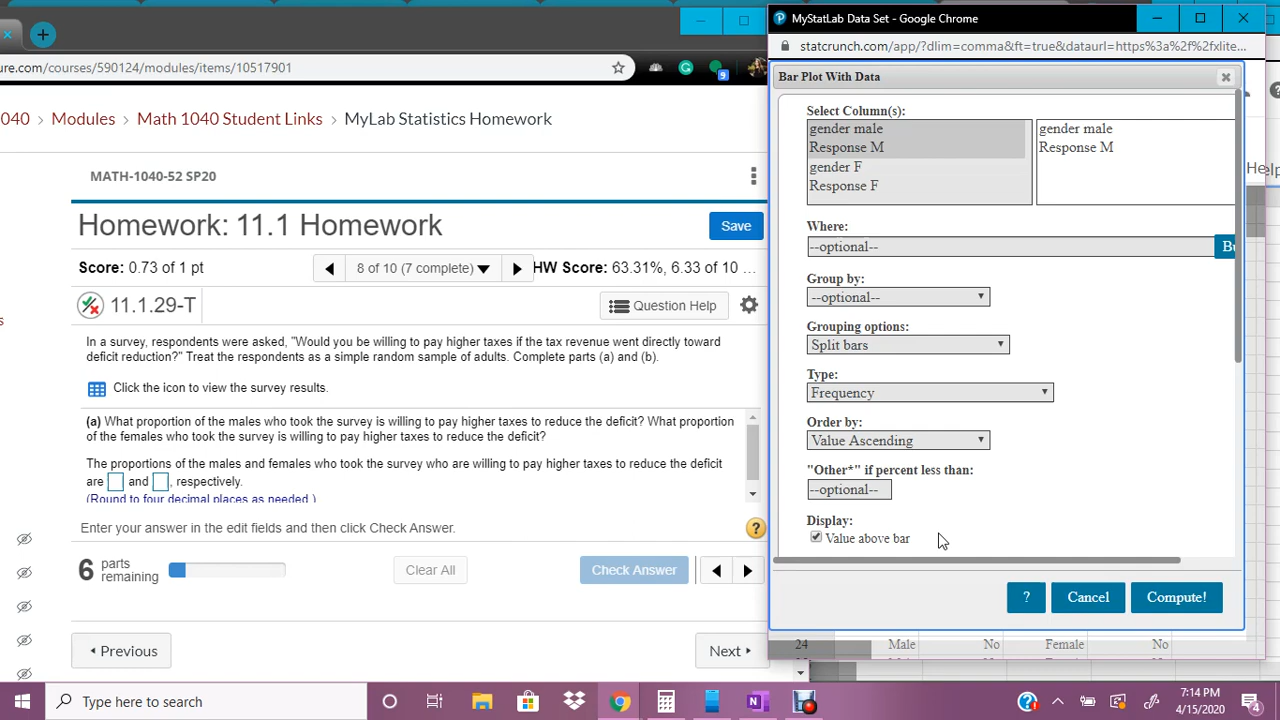 MyStatLab Data Set - Google Chrome
ure.com/courses/590124/modules/items/10517901
9
statcrunch.com/app/?dlim=comma&ft=true&dataurl=https%3a%2f%2fxlite...
Bar Plot With Data
040 > Modules > Math 1040 Student Links > MyLab Statistics Homework
MATH-1040-52 SP20
Homework: 11.1 Homework
Save
Score: 0.73 of 1 pt
8 of 10 (7 complete)
HW Score: 63.31%, 6.33 of 10 ...
11.1.29-T
Question Help
In a survey, respondents were asked, "Would you be willing to pay higher taxes if the tax revenue went directly toward
deficit reduction?" Treat the respondents as a simple random sample of adults. Complete parts (a) and (b).
Click the icon to view the survey results.
(a) What proportion of the males who took the survey is willing to pay higher taxes to reduce the deficit? What proportion
of the females who took the survey is willing to pay higher taxes to reduce the deficit?
The proportions of the males and females who took the survey who are willing to pay higher taxes to reduce the deficit
are and , respectively.
(Round to four decimal places as needed.)
Enter your answer in the edit fields and then click Check Answer.
?
6 parts
remaining
Clear All
Check Answer
Previous
Next
Select Column(s):
gender male
Response M
gender F
Response F
gender male
Response M
Where:
--optional--
Bu
Group by:
--optional--
Grouping options:
Split bars
Type:
Frequency
Order by:
Value Ascending
"Other*" if percent less than:
--optional--
Display:
Value above bar
?
Cancel
Compute!
24 Male No Female No
He
elp
Type here to search
7:14 PM
4/15/2020
4